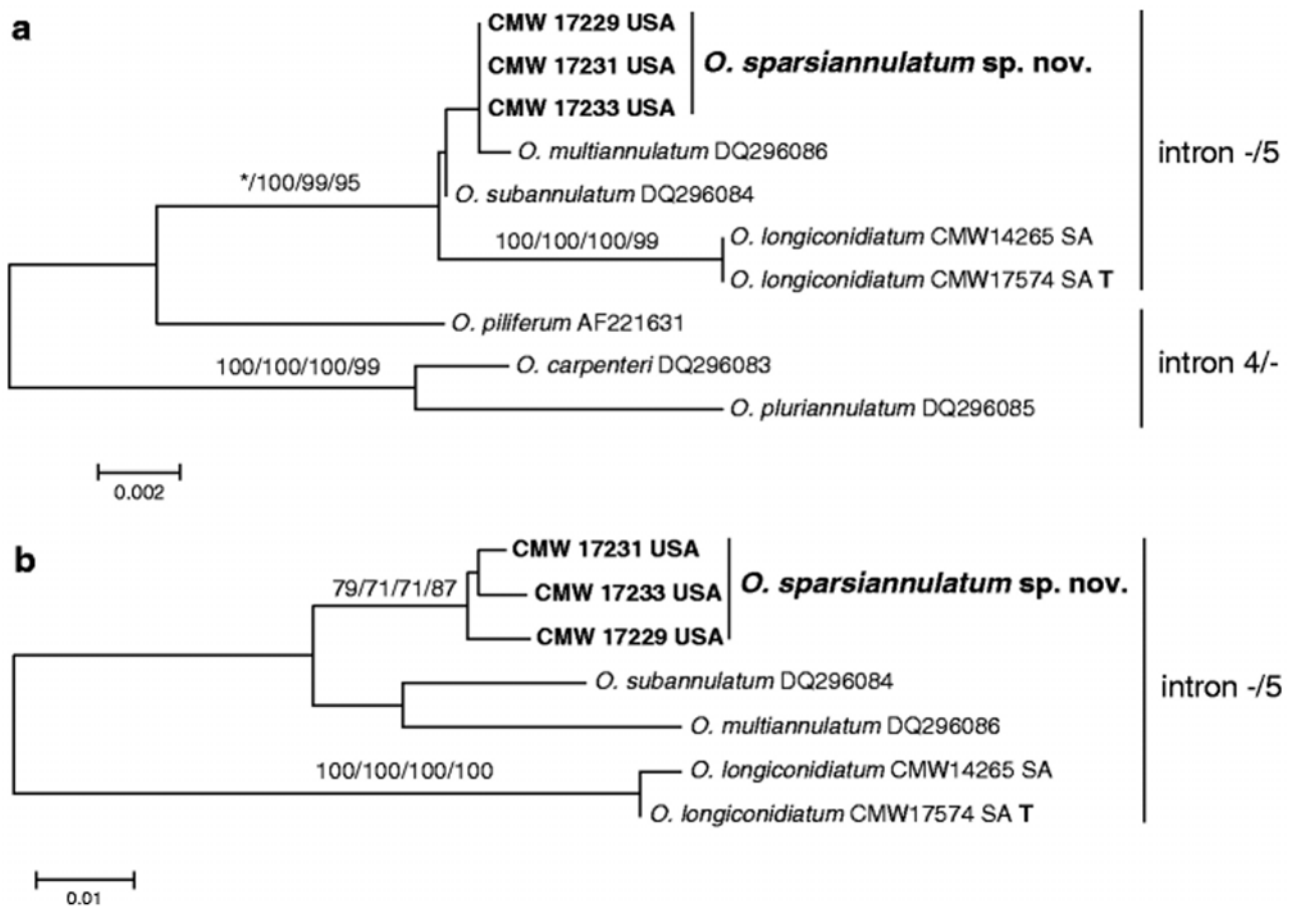 a
CMW 17229 USA
CMW 17231 USA
O. sparsiannulatum sp. nov.
CMW 17233 USA
O. multiannulatum DQ296086
intron -/5
*/100/99/95
O. subannulatum DQ296084
100/100/100/99
O. longiconidiatum CMW14265 SA
O. longiconidiatum CMW17574 SA T
O. piliferum AF221631
100/100/100/99
O. carpenteri DQ296083
intron 4/-
O. pluriannulatum DQ296085
0.002
b
CMW 17231 USA
79/71/71/87
CMW 17233 USA
O. sparsiannulatum sp. nov.
CMW 17229 USA
O. subannulatum DQ296084
intron -/5
O. multiannulatum DQ296086
100/100/100/100
O. longiconidiatum CMW14265 SA
O. longiconidiatum CMW17574 SA T
0.01